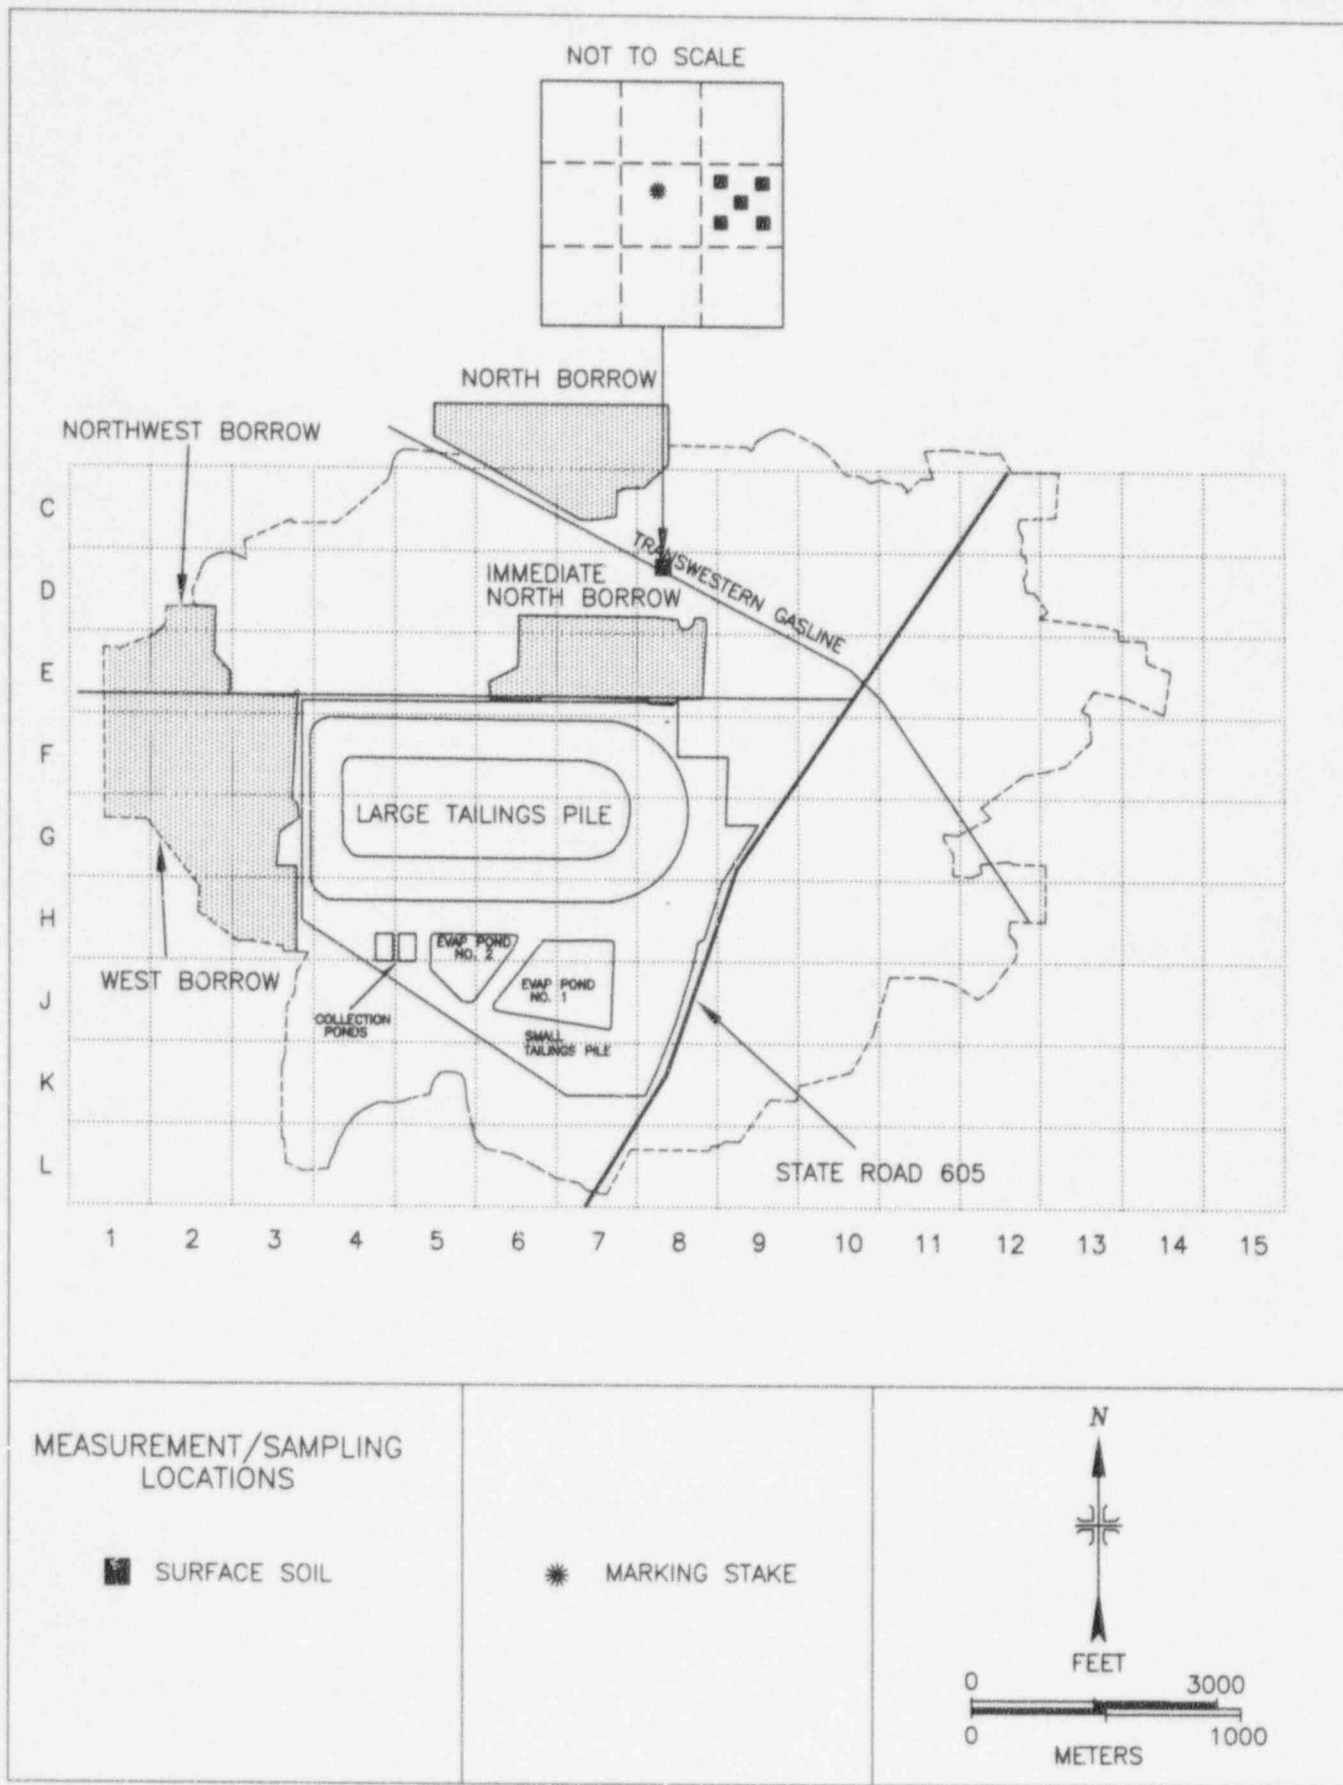 NOT TO SCALE
NORTH BORROW
NORTHWEST BORROW
C
TRANSWESTERN GASLINE
D
IMMEDIATE
NORTH BORROW
E
F
LARGE TAILINGS PILE
G
H
EVAP POND
NO. 2
WEST BORROW
EVAP POND
NO. 1
J
COLLECTION
PONDS
SMALL
TAILINGS PILE
K
L
STATE ROAD 605
1 2 3 4 5 6 7 8 9 10 11 12 13 14 15
MEASUREMENT/SAMPLING
LOCATIONS
SURFACE SOIL
MARKING STAKE
N
FEET
0 3000
0 1000
METERS